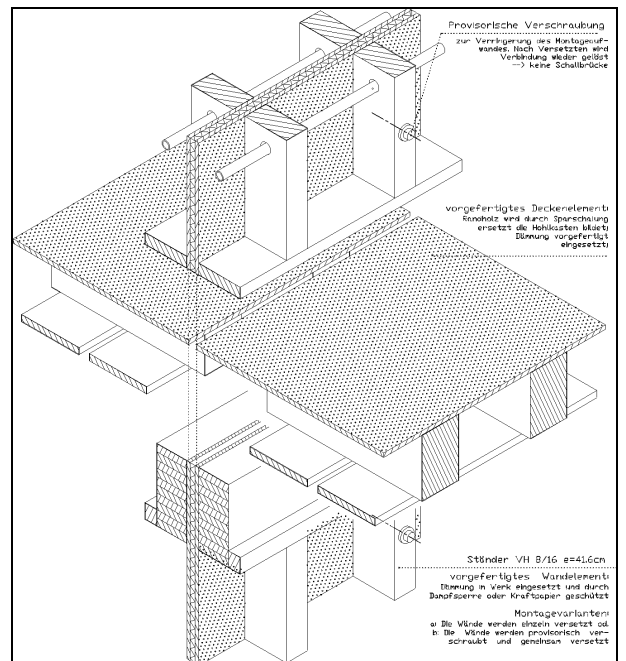 Provisorische Verschraubung
zur Verringerung des Montageauf-
wandes. Nach Versetzten wird
Verbindung wieder gelöst
--> keine Schallbrücke
vorgefertigtes Deckenelement:
Randholz wird durch Sparschalung
ersetzt die Hohlkasten bildet;
Dämmung vorgefertigt
eingesetzt;
Ständer VH 8/16 e=41.6cm
vorgefertigtes Wandelement:
Dämmung im Werk eingesetzt und durch
Dampfsperre oder Kraftpapier geschützt
Montagevarianten:
a: Die Wände werden einzeln versetzt od.
b: Die Wände werden provisorisch ver-
schraubt und gemeinsam versetzt